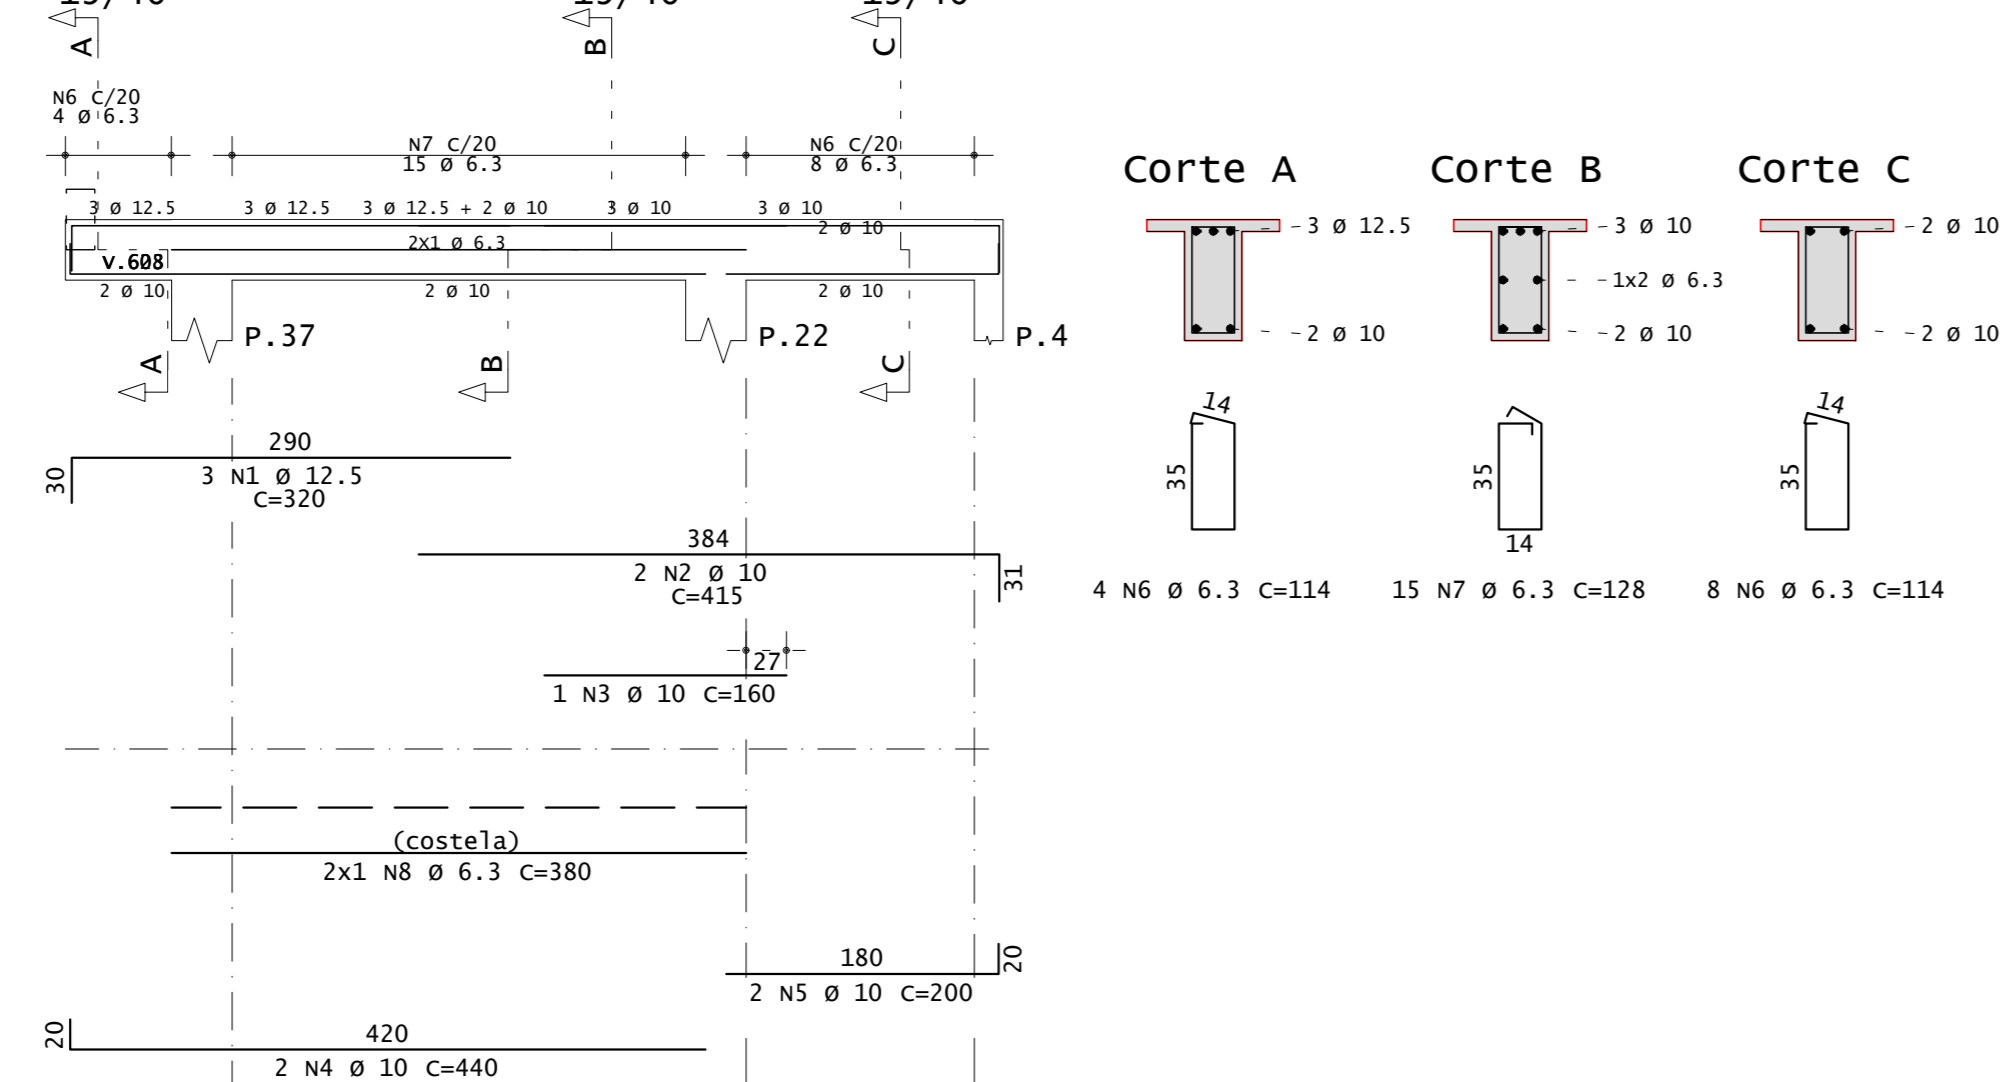 A
B
C
N6 C/20
4 Ø 6.3
N7 C/20
15 Ø 6.3
N6 C/20
8 Ø 6.3
3 Ø 12.5
3 Ø 12.5
3 Ø 12.5 + 2 Ø 10
3 Ø 10
3 Ø 10
2 Ø 10
2x1 Ø 6.3
2 Ø 10
2 Ø 10
2 Ø 10
P.37
P.22
P.4
A
B
C
290
30
3 N1 Ø 12.5
C=320
384
2 N2 Ø 10
31
C=415
27
1 N3 Ø 10 C=160
(costela)
2x1 N8 Ø 6.3 C=380
180
20
2 N5 Ø 10 C=200
420
20
2 N4 Ø 10 C=440
Corte A
3 Ø 12.5
2 Ø 10
14
35
4 N6 Ø 6.3 C=114
Corte B
3 Ø 10
1x2 Ø 6.3
2 Ø 10
35
14
15 N7 Ø 6.3 C=128
Corte C
2 Ø 10
2 Ø 10
14
35
8 N6 Ø 6.3 C=114